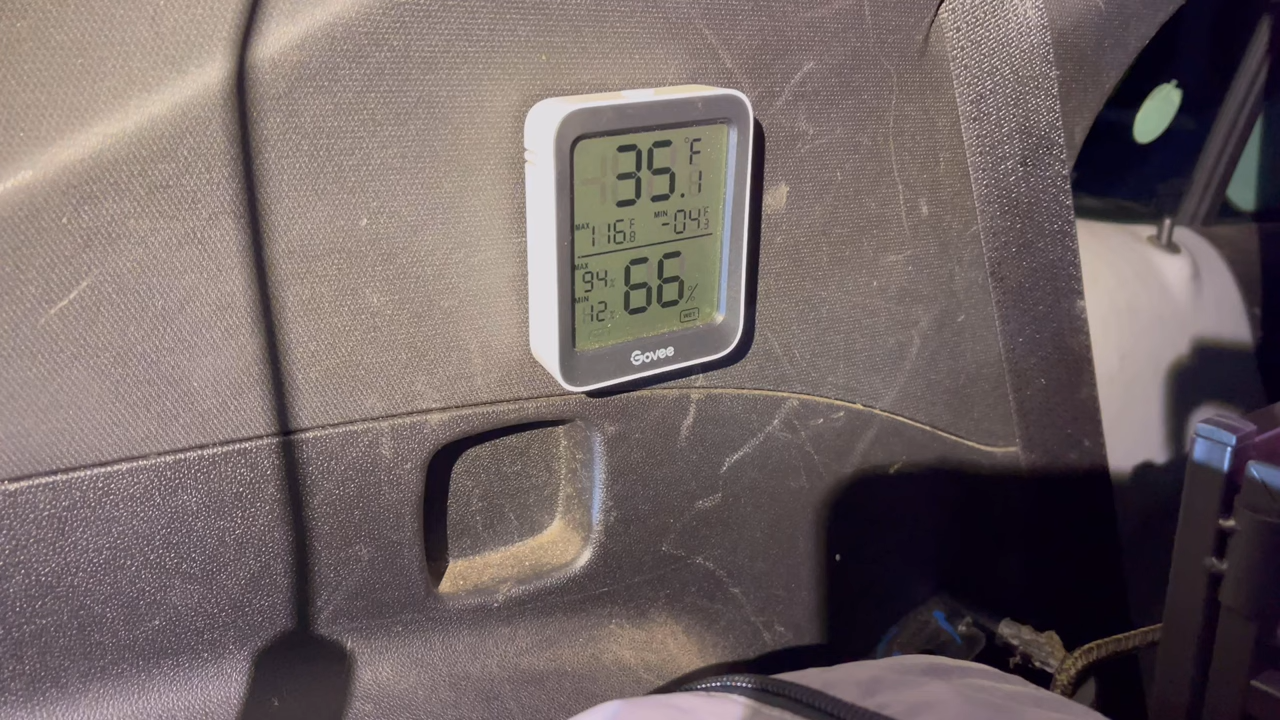 35.1°F
MAX 116.8°F MIN -04.3°F
MAX 94% 66%
MIN 12% WET
Govee